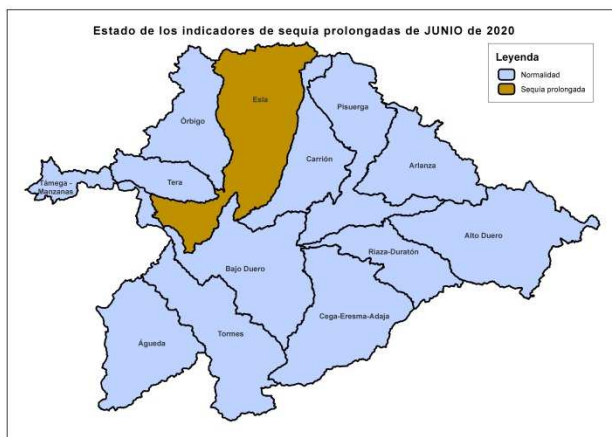 Estado de los indicadores de sequía prolongadas de JUNIO de 2020
Leyenda
Normalidad
Sequía prolongada
Esla
Pisuerga
Órbigo
Carrión
Arlanza
Támega -
Manzanas
Tera
Alto Duero
Riaza-Duratón
Bajo Duero
Cega-Eresma-Adaja
Tormes
Águeda